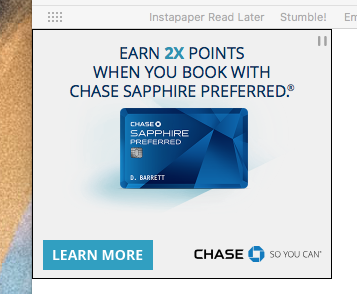 Instapaper Read Later Stumble! Em
EARN 2X POINTS
WHEN YOU BOOK WITH
CHASE SAPPHIRE PREFERRED.®
CHASE
SAPPHIRE
PREFERRED
D. BARRETT
LEARN MORE
CHASE SO YOU CAN℠